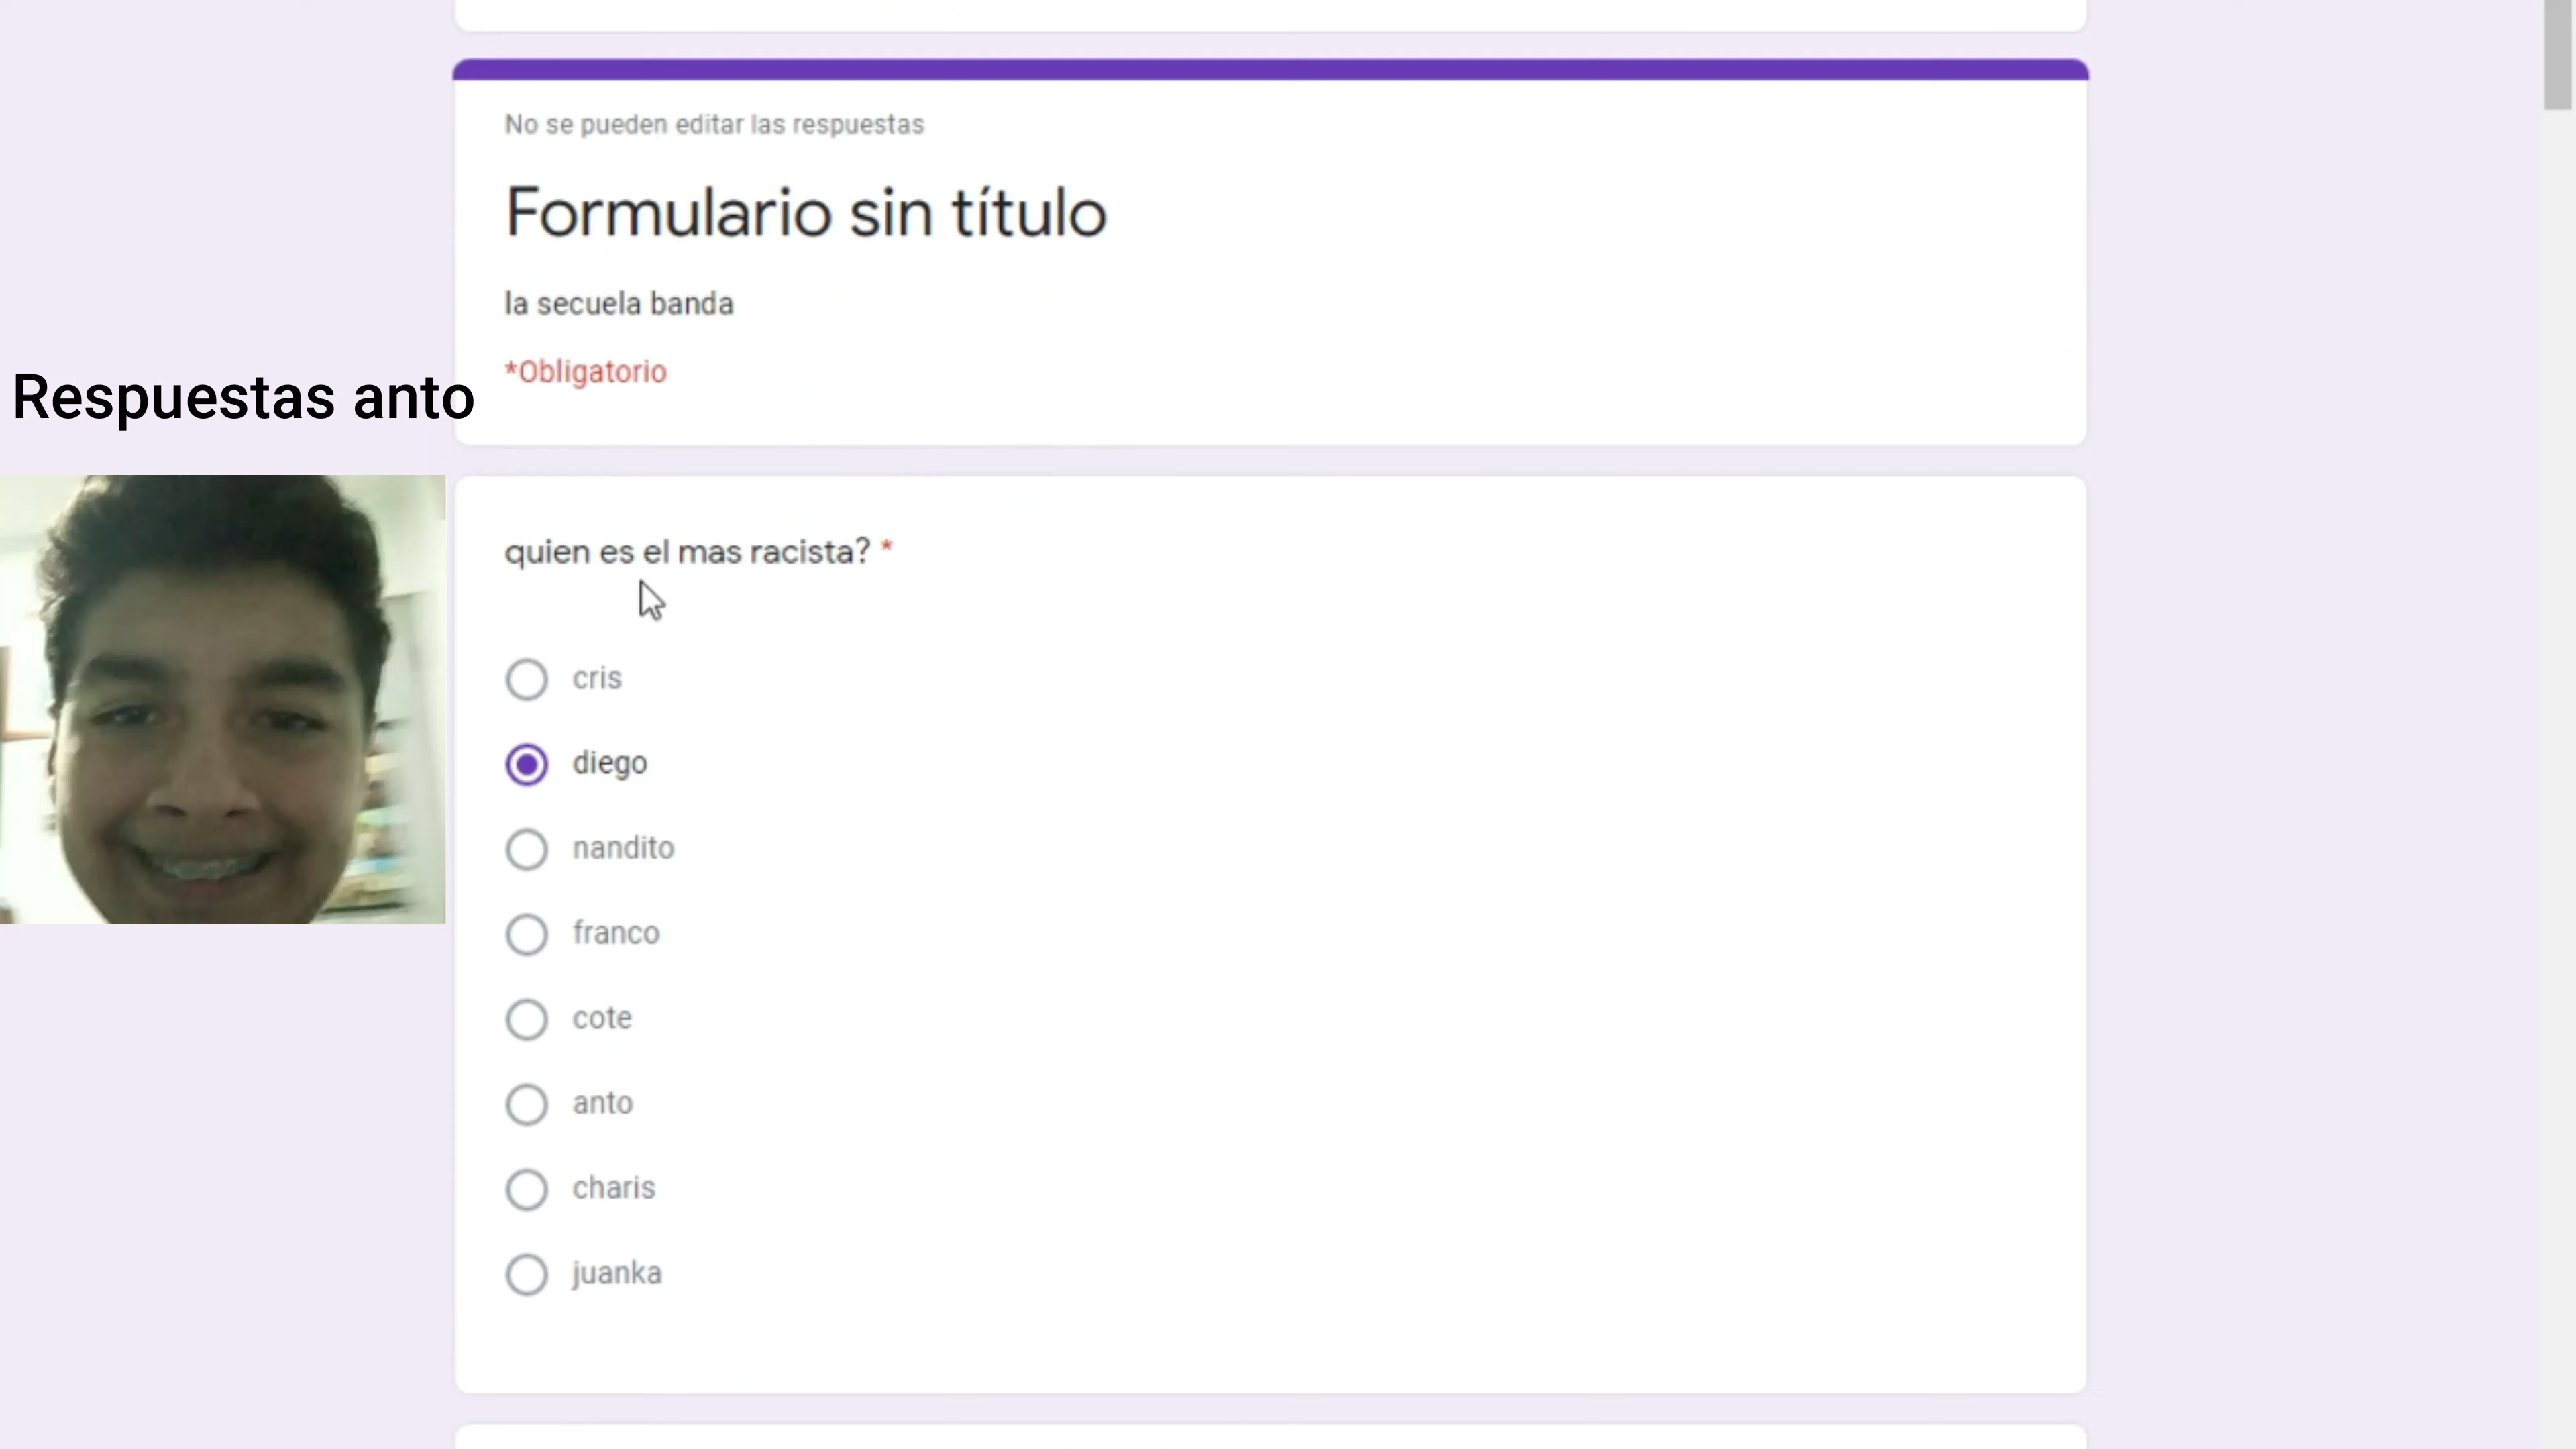 No se pueden editar las respuestas
Formulario sin título
la secuela banda
*Obligatorio
Respuestas anto
quien es el mas racista? *
cris
diego
nandito
franco
cote
anto
charis
juanka